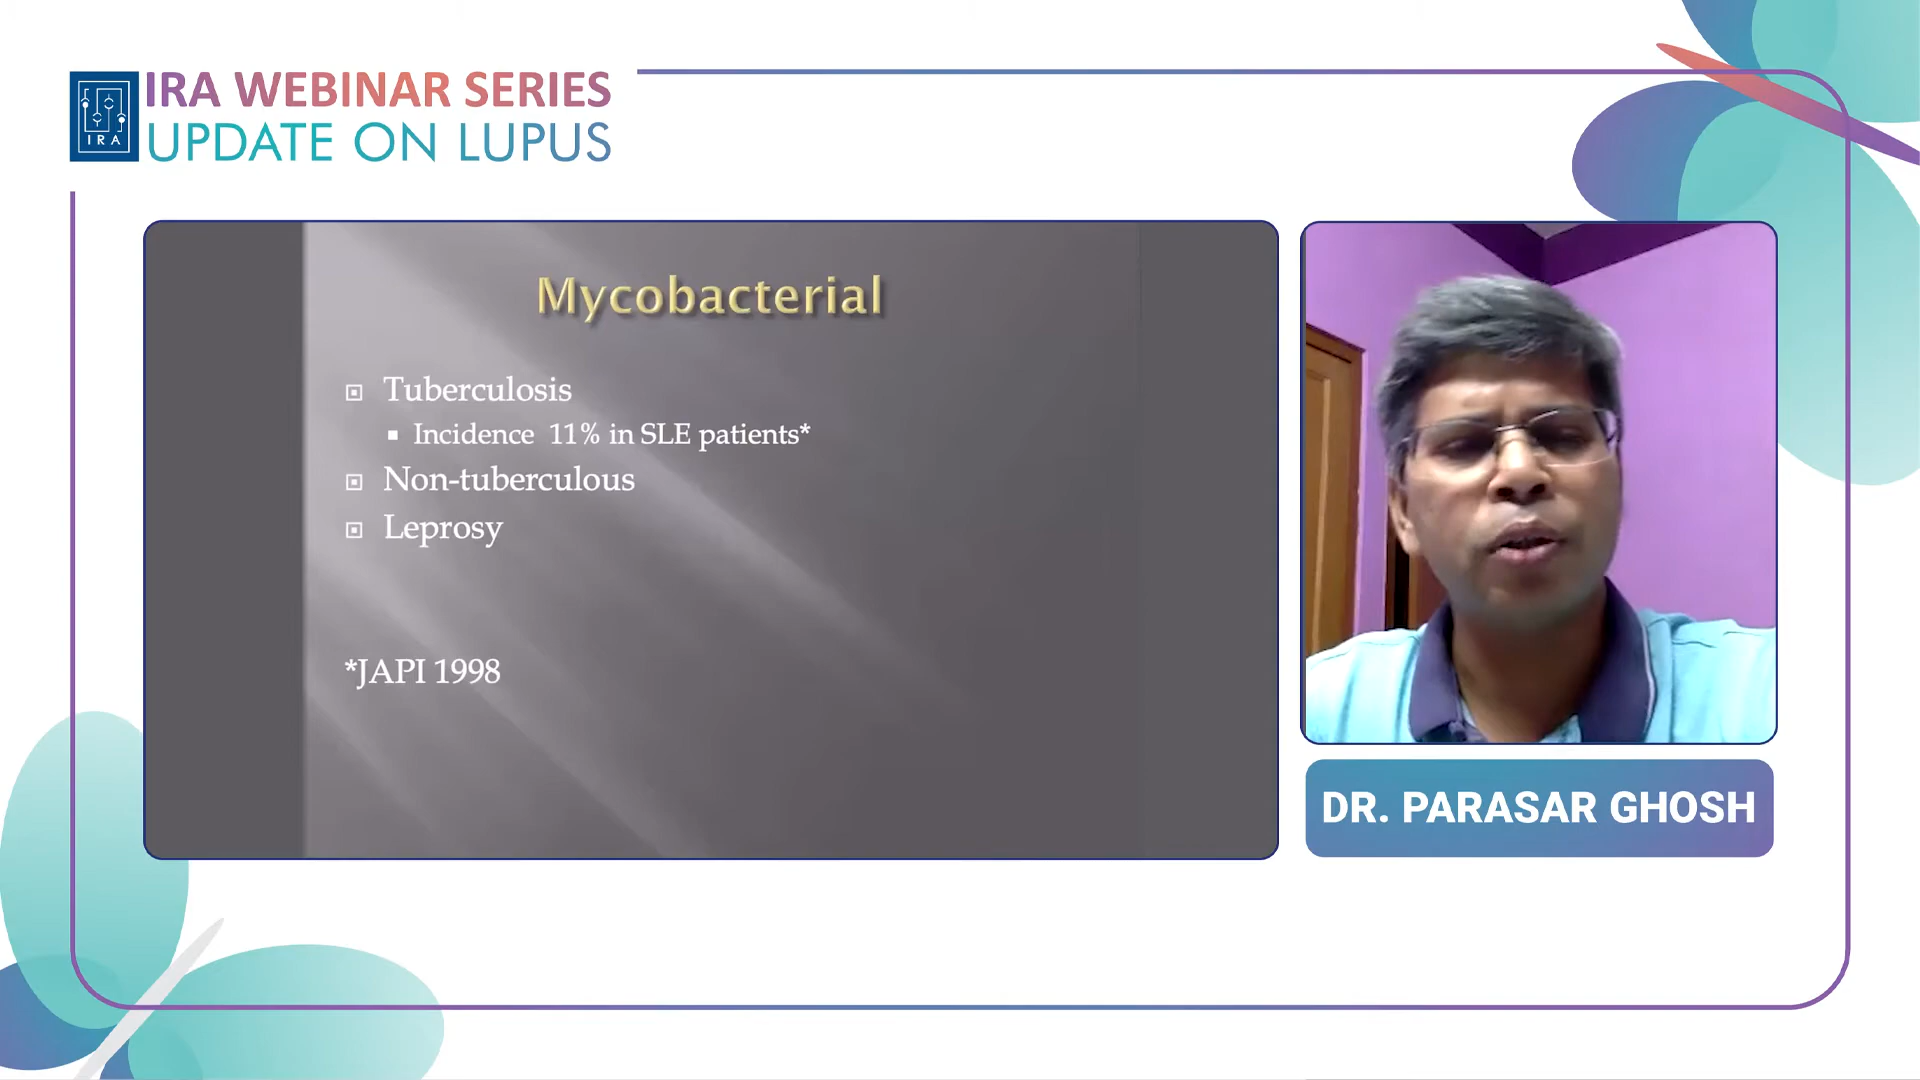 IRA WEBINAR SERIES
UPDATE ON LUPUS
IRA
Mycobacterial
Tuberculosis
Incidence 11% in SLE patients*
Non-tuberculous
Leprosy
*JAPI 1998
DR. PARASAR GHOSH